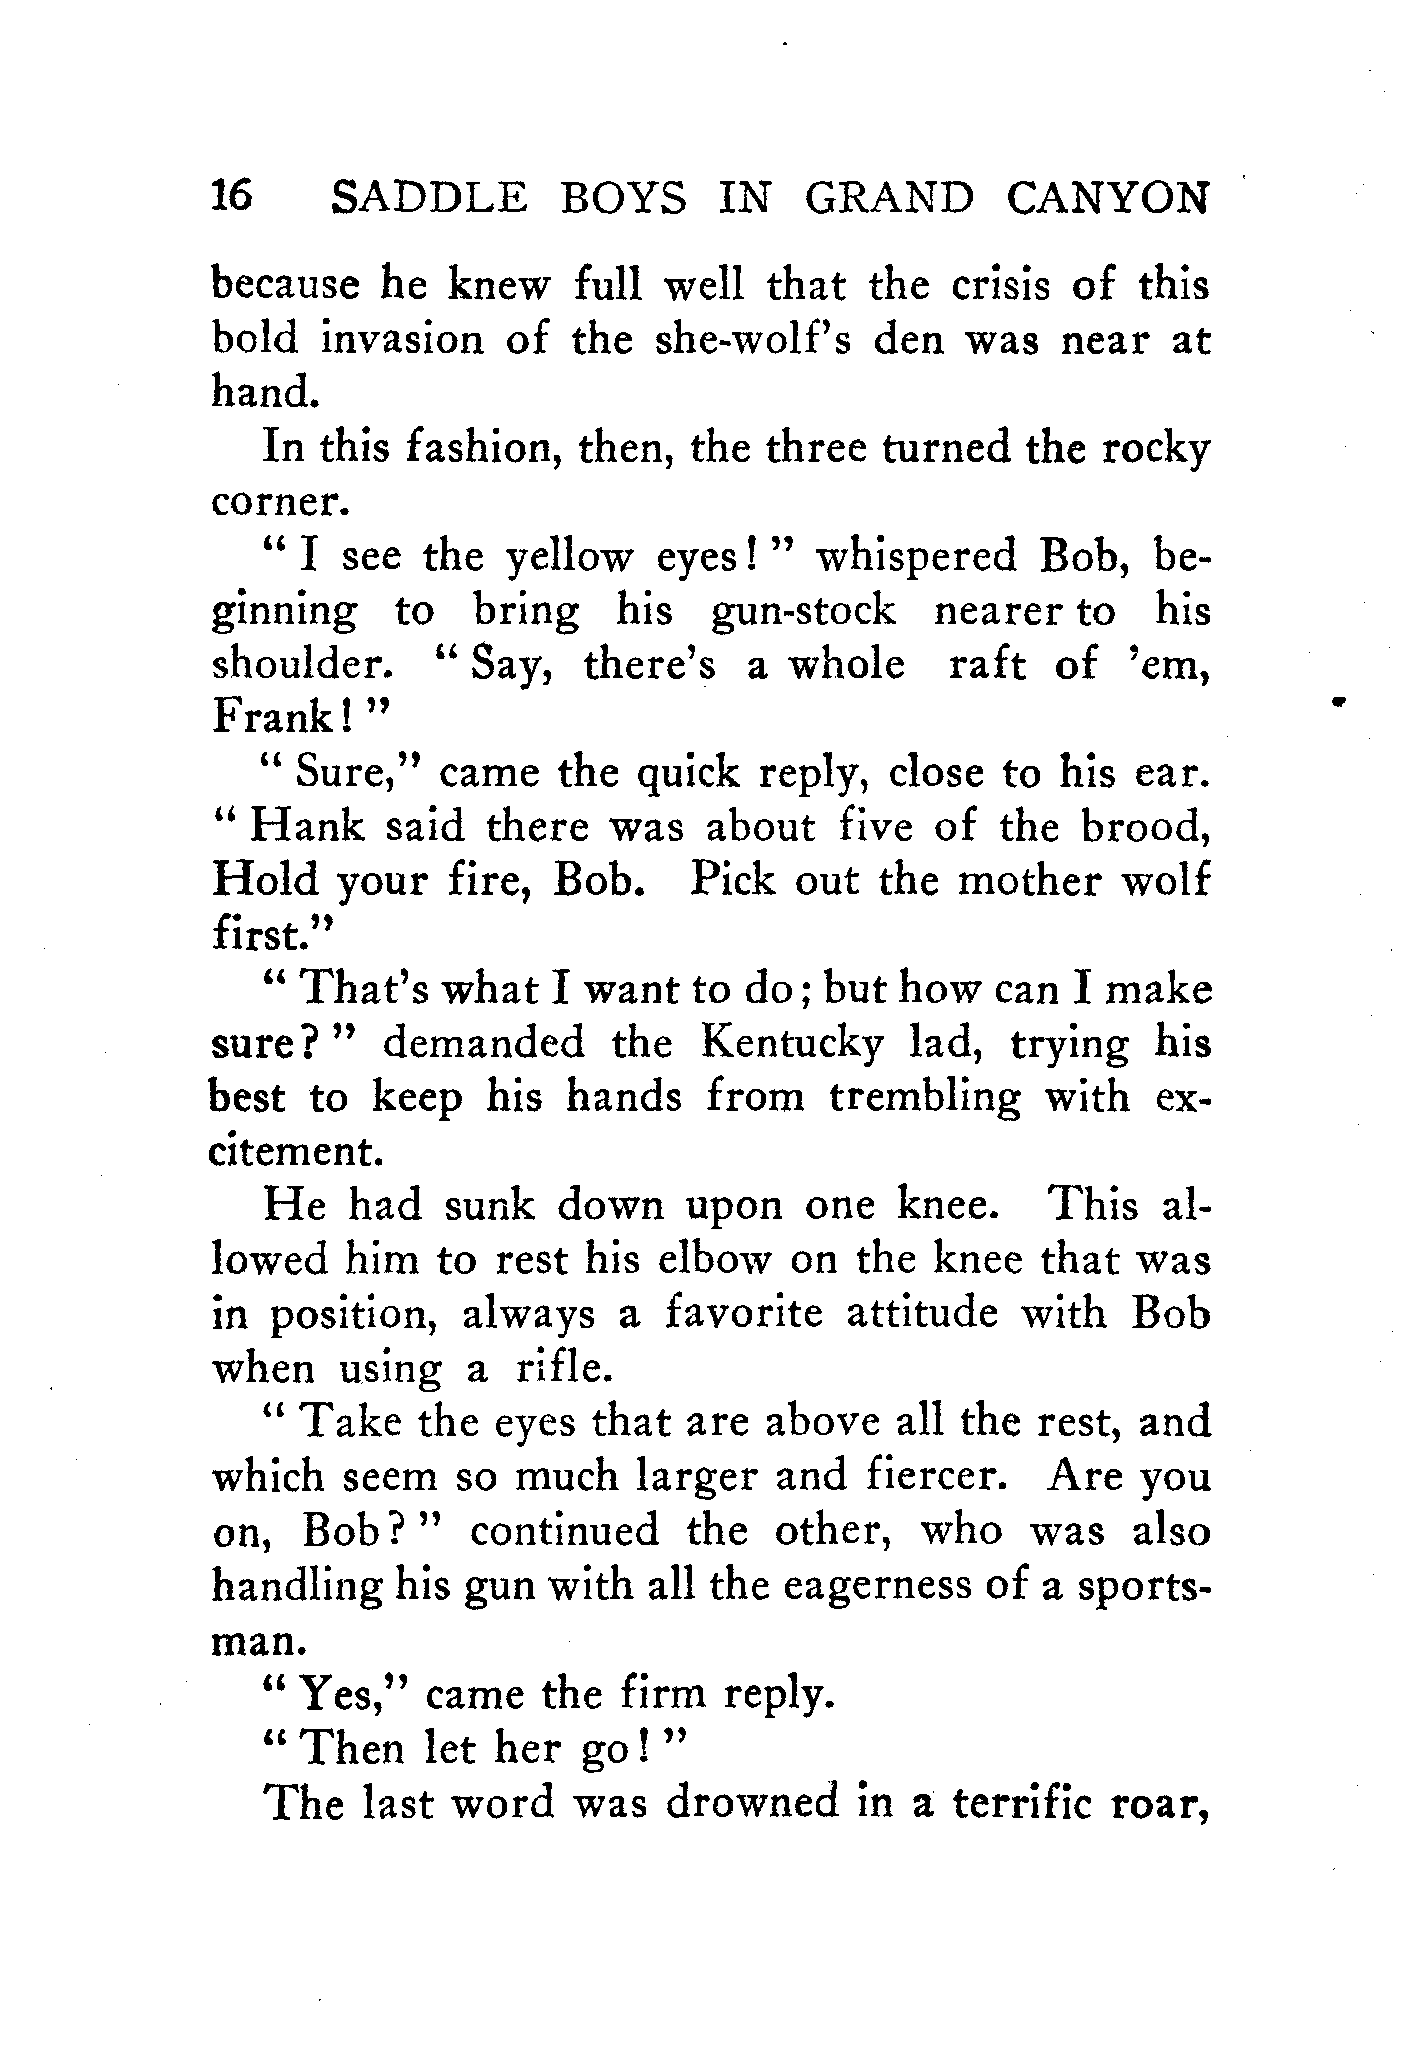 16 SADDLE BOYS IN GRAND CANYON
because he knew full well that the crisis of this
bold invasion of the she-wolf's den was near at
hand.
In this fashion, then, the three turned the rocky
corner.
" I see the yellow eyes! " whispered Bob, be-
ginning to bring his gun-stock nearer to his
shoulder. " Say, there's a whole raft of 'em,
Frank! "
" Sure," came the quick reply, close to his ear.
" Hank said there was about five of the brood,
Hold your fire, Bob. Pick out the mother wolf
first."
" That's what I want to do; but how can I make
sure? " demanded the Kentucky lad, trying his
best to keep his hands from trembling with ex-
citement.
He had sunk down upon one knee. This al-
lowed him to rest his elbow on the knee that was
in position, always a favorite attitude with Bob
when using a rifle.
" Take the eyes that are above all the rest, and
which seem so much larger and fiercer. Are you
on, Bob? " continued the other, who was also
handling his gun with all the eagerness of a sports-
man.
" Yes," came the firm reply.
" Then let her go! "
The last word was drowned in a terrific roar,